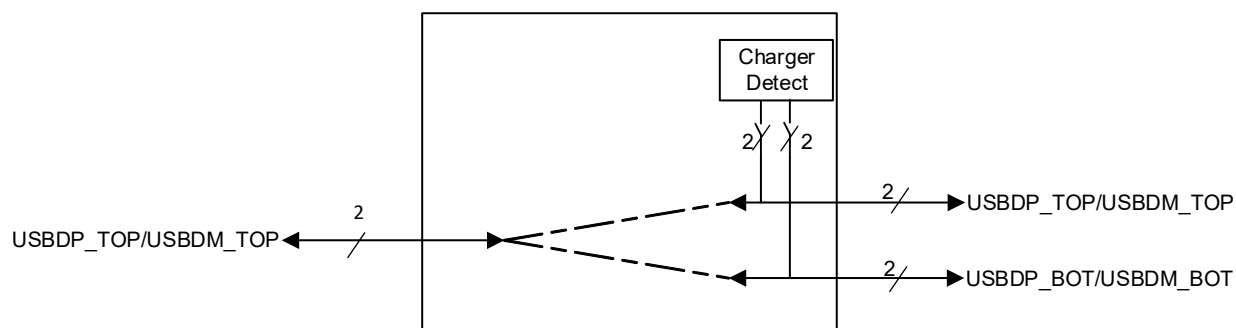 Charger
Detect
2 2
2 2
USBDP_TOP/USBDM_TOP
USBDP_TOP/USBDM_TOP
2
USBDP_BOT/USBDM_BOT